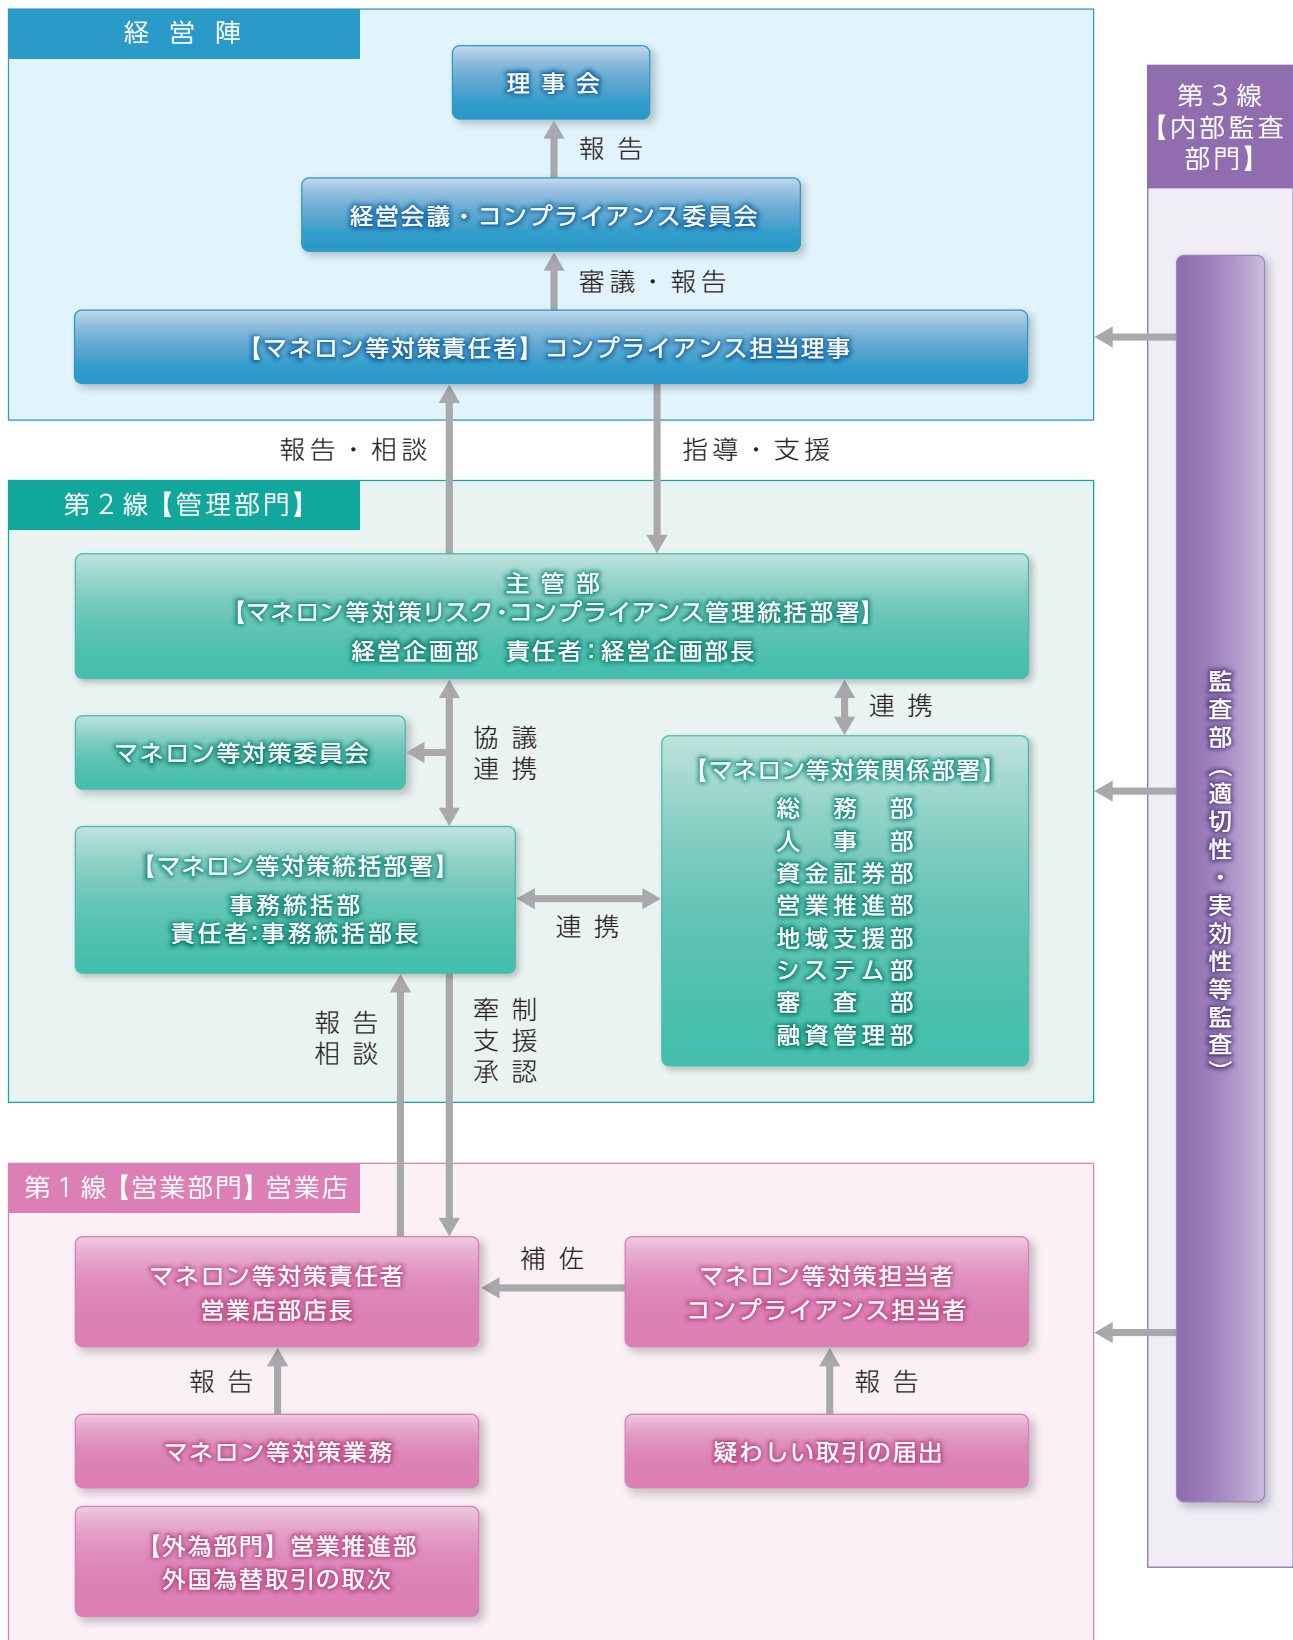 経営陣
理事会
報告
経営会議・コンプライアンス委員会
審議・報告
【マネロン等対策責任者】コンプライアンス担当理事
報告・相談
指導・支援
第2線【管理部門】
主管部
【マネロン等対策リスク・コンプライアンス管理統括部署】
経営企画部　責任者：経営企画部長
連携
マネロン等対策委員会
協議
連携
【マネロン等対策統括部署】
事務統括部
責任者：事務統括部長
連携
【マネロン等対策関係部署】
総務部
人事部
資金証券部
営業推進部
地域支援部
システム部
審査部
融資管理部
報告
相談
牽制
支援
承認
第1線【営業部門】営業店
マネロン等対策責任者
営業店部店長
補佐
マネロン等対策担当者
コンプライアンス担当者
報告
報告
マネロン等対策業務
疑わしい取引の届出
【外為部門】営業推進部
外国為替取引の取次
第3線
【内部監査
部門】
監査部（適切性・実効性等監査）